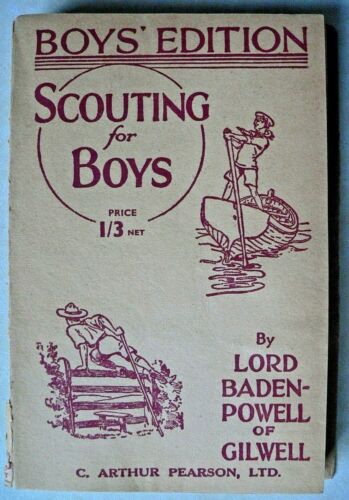 BOYS' EDITION
SCOUTING
for
BOYS
PRICE
1/3 NET
By
LORD
BADEN-
POWELL
OF
GILWELL
C. ARTHUR PEARSON, LTD.